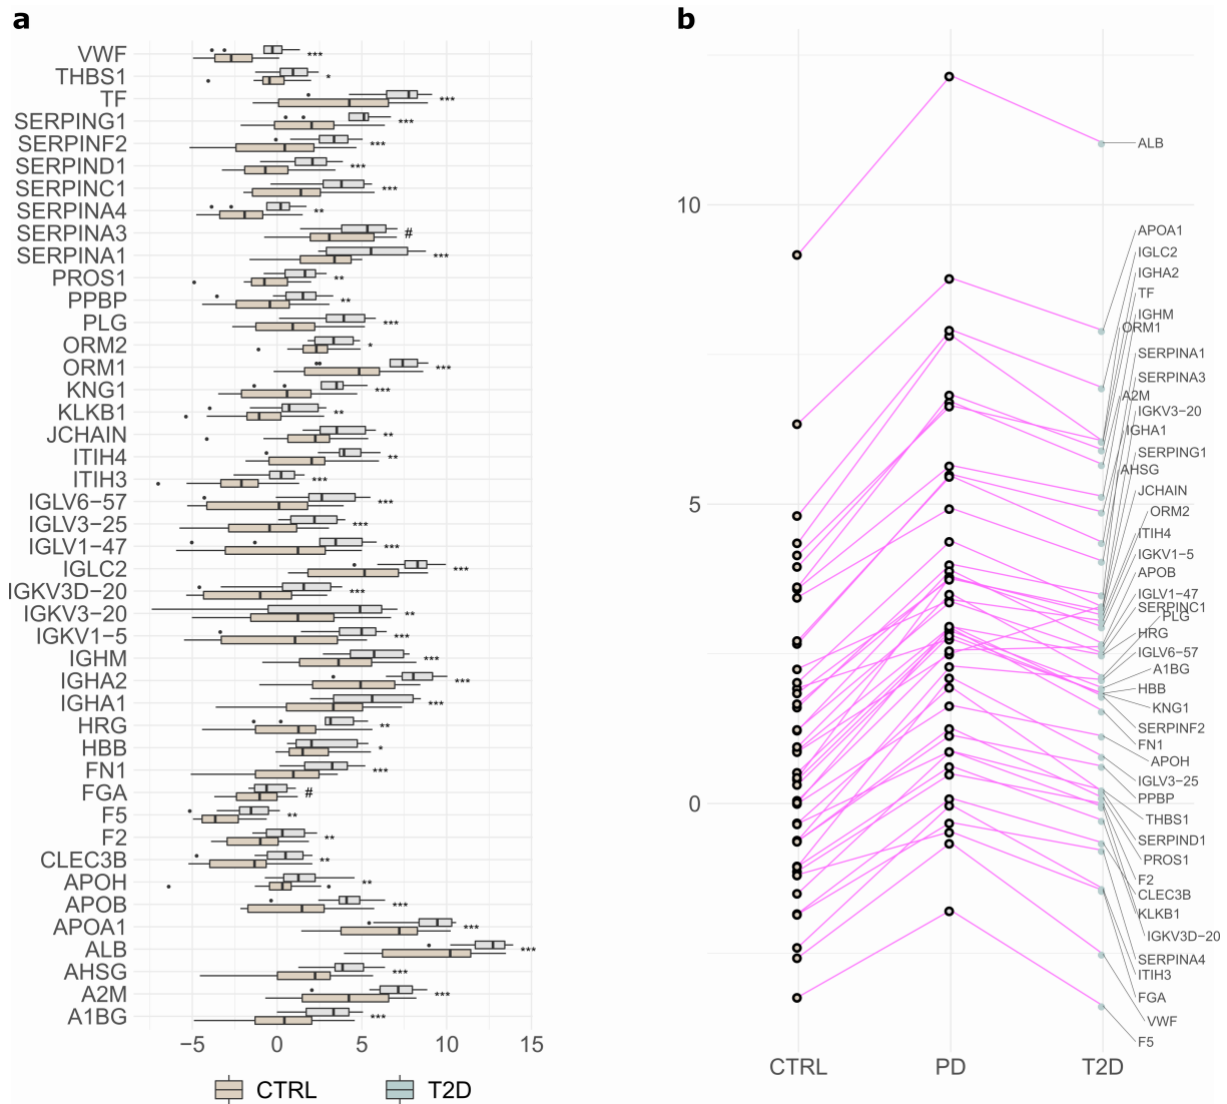 a
VWF ***
THBS1 *
TF ***
SERPING1 ***
SERPINF2 ***
SERPIND1 ***
SERPINC1 ***
SERPINA4 **
SERPINA3 #
SERPINA1 ***
PROS1 **
PPBP **
PLG ***
ORM2 *
ORM1 ***
KNG1 ***
KLKB1 **
JCHAIN **
ITIH4 **
ITIH3 ***
IGLV6-57 ***
IGLV3-25 ***
IGLV1-47 ***
IGLC2 ***
IGKV3D-20 ***
IGKV3-20 **
IGKV1-5 ***
IGHM ***
IGHA2 ***
IGHA1 ***
HRG **
HBB *
FN1 ***
FGA #
F5 **
F2 **
CLEC3B **
APOH **
APOB ***
APOA1 ***
ALB ***
AHSG ***
A2M ***
A1BG ***
-5 0 5 10 15
CTRL T2D
b
10
5
0
ALB
APOA1
IGLC2
IGHA2
TF
IGHM
ORM1
SERPINA1
SERPINA3
A2M
IGKV3-20
IGHA1
SERPING1
AHSG
JCHAIN
ORM2
ITIH4
IGKV1-5
APOB
IGLV1-47
SERPINC1
PLG
HRG
IGLV6-57
A1BG
HBB
KNG1
SERPINF2
FN1
APOH
IGLV3-25
PPBP
THBS1
SERPIND1
PROS1
F2
CLEC3B
KLKB1
IGKV3D-20
SERPINA4
ITIH3
FGA
VWF
F5
CTRL PD T2D